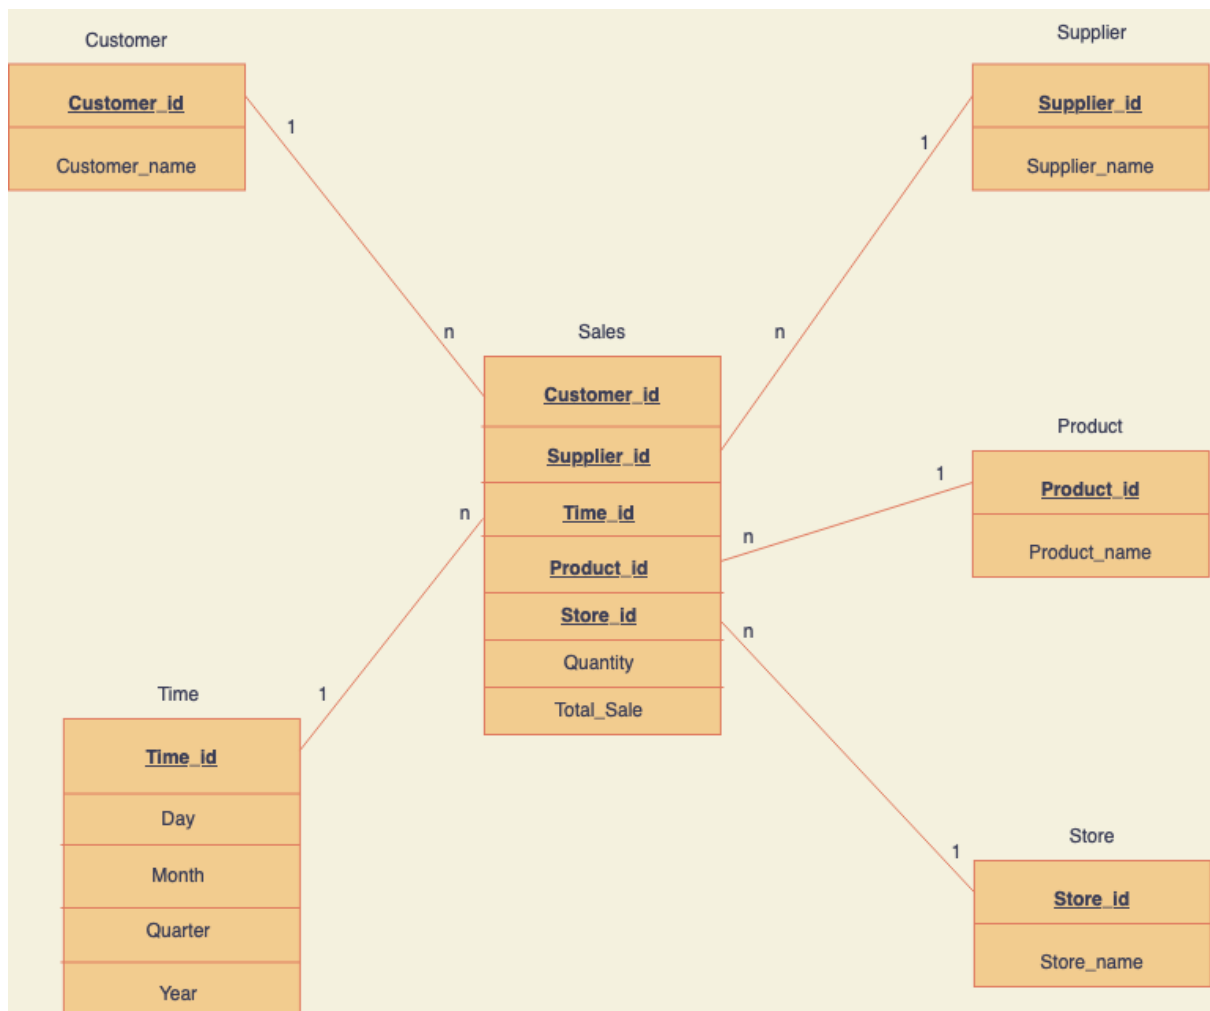 Customer
Customer_id
Customer_name
1
n
Supplier
Supplier_id
Supplier_name
1
n
Sales
Customer_id
Supplier_id
Time_id
Product_id
Store_id
Quantity
Total_Sale
Product
Product_id
Product_name
1
n
n
1
Time
Time_id
Day
Month
Quarter
Year
n
1
Store
Store_id
Store_name